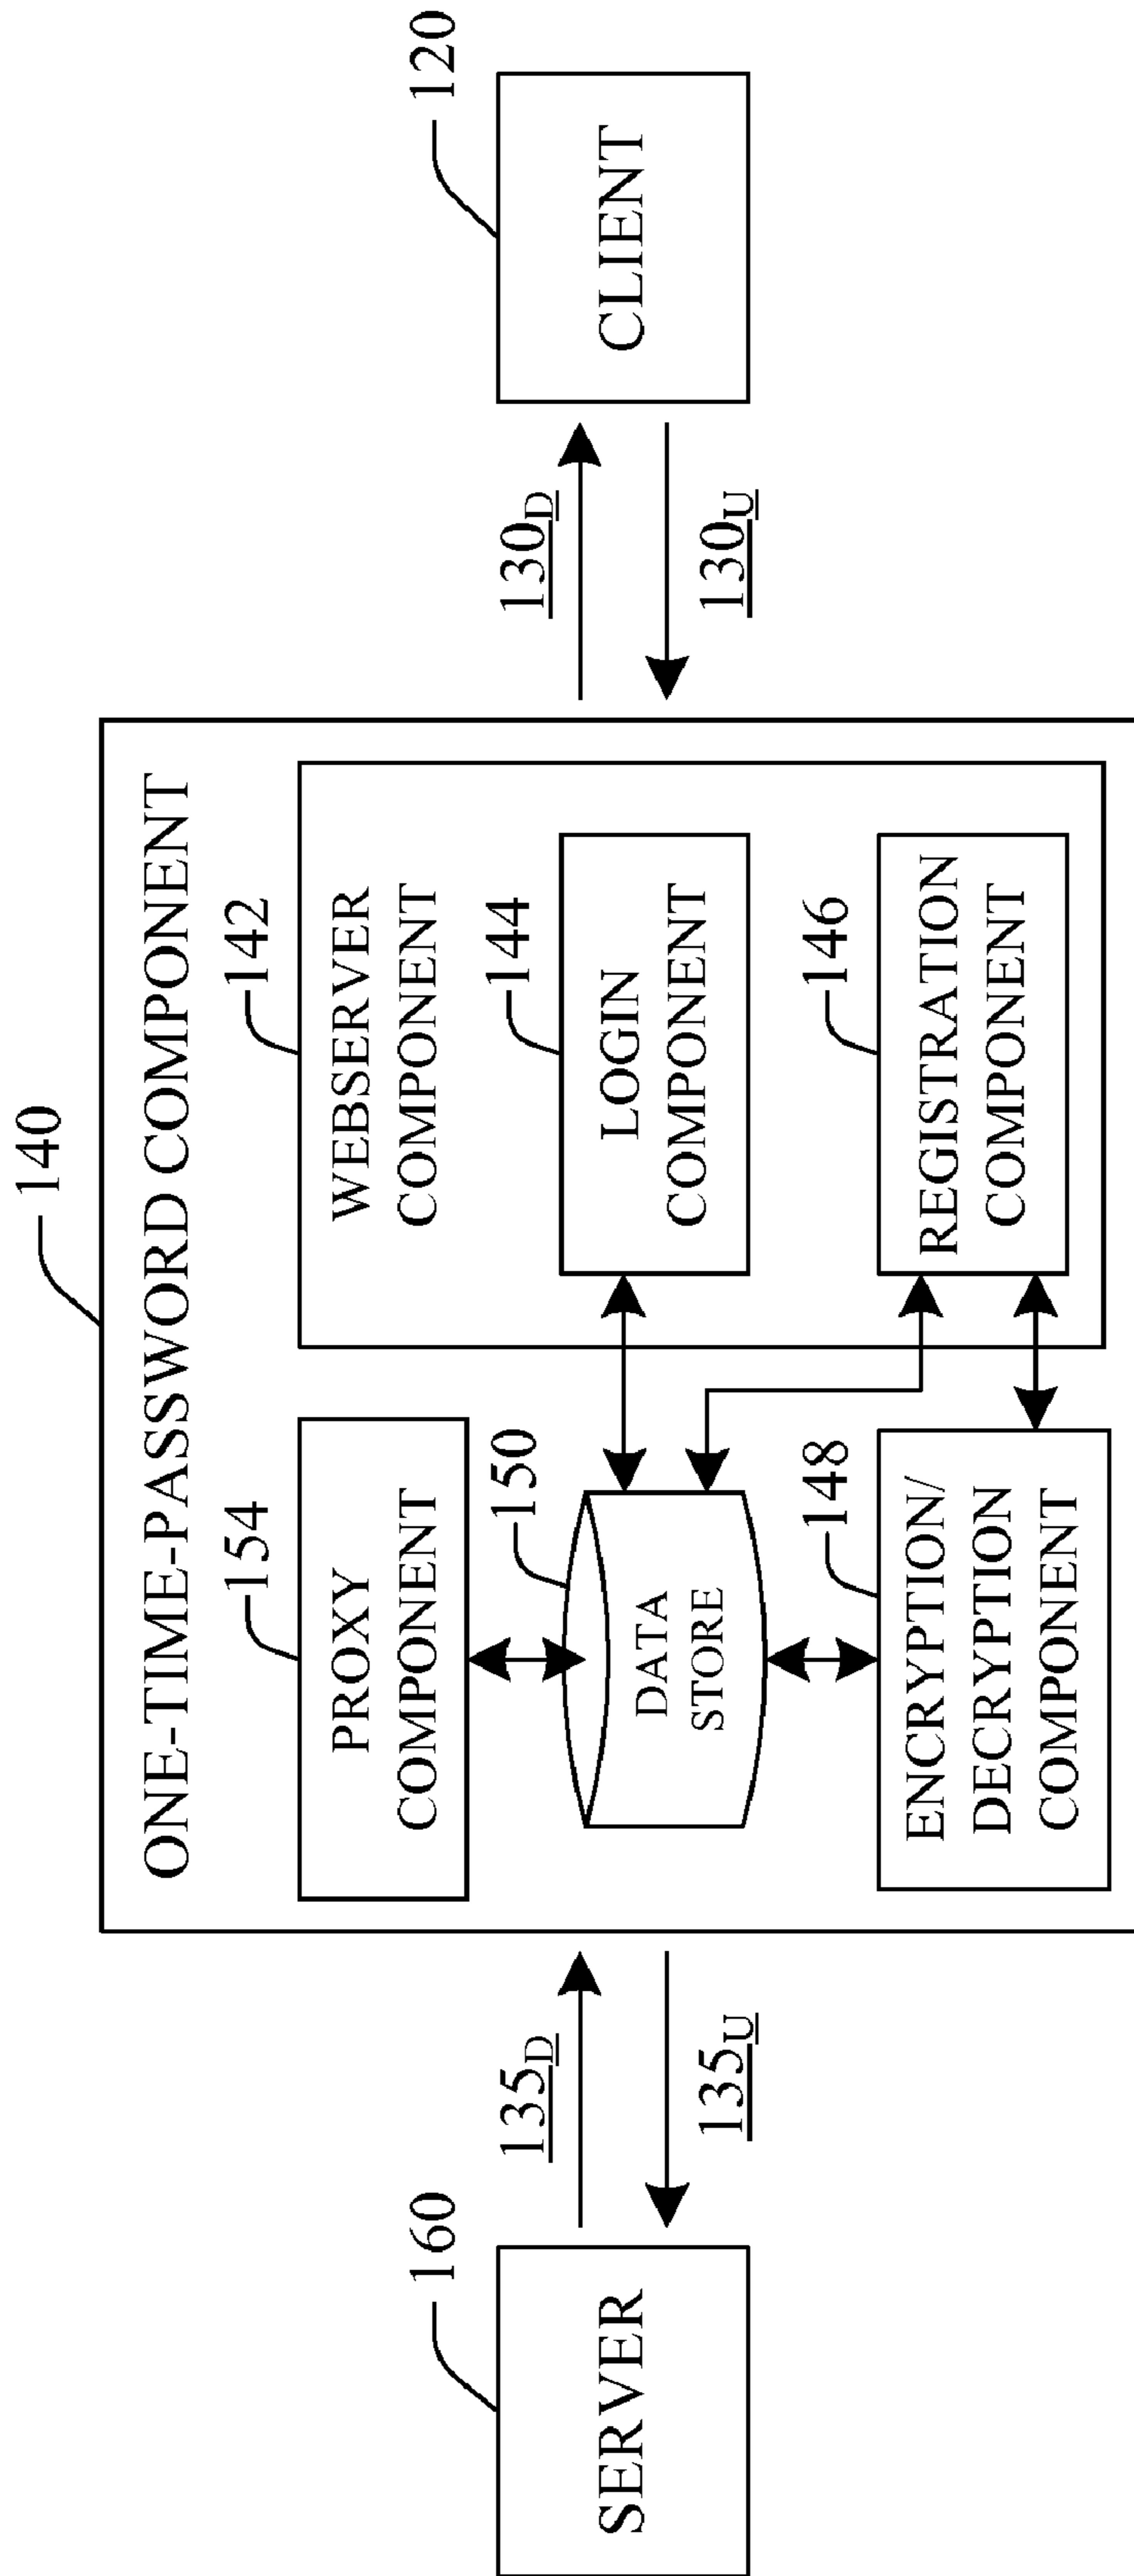 140
ONE-TIME-PASSWORD COMPONENT
160
SERVER
135D
135U
154
PROXY
COMPONENT
150
DATA
STORE
148
ENCRYPTION/
DECRYPTION
COMPONENT
142
WEBSERVER
COMPONENT
144
LOGIN
COMPONENT
146
REGISTRATION
COMPONENT
130D
130U
120
CLIENT